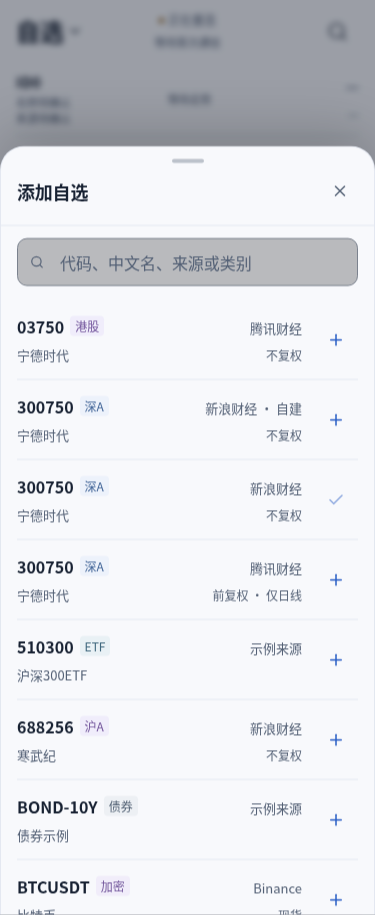 自选
添加自选
代码、中文名、来源或类别
03750 港股 腾讯财经
宁德时代 不复权
300750 深A 新浪财经 · 自建
宁德时代 不复权
300750 深A 新浪财经
宁德时代 不复权
300750 深A 腾讯财经
宁德时代 前复权 · 仅日线
510300 ETF 示例来源
沪深300ETF
688256 沪A 新浪财经
寒武纪 不复权
BOND-10Y 债券 示例来源
债券示例
BTCUSDT 加密 Binance